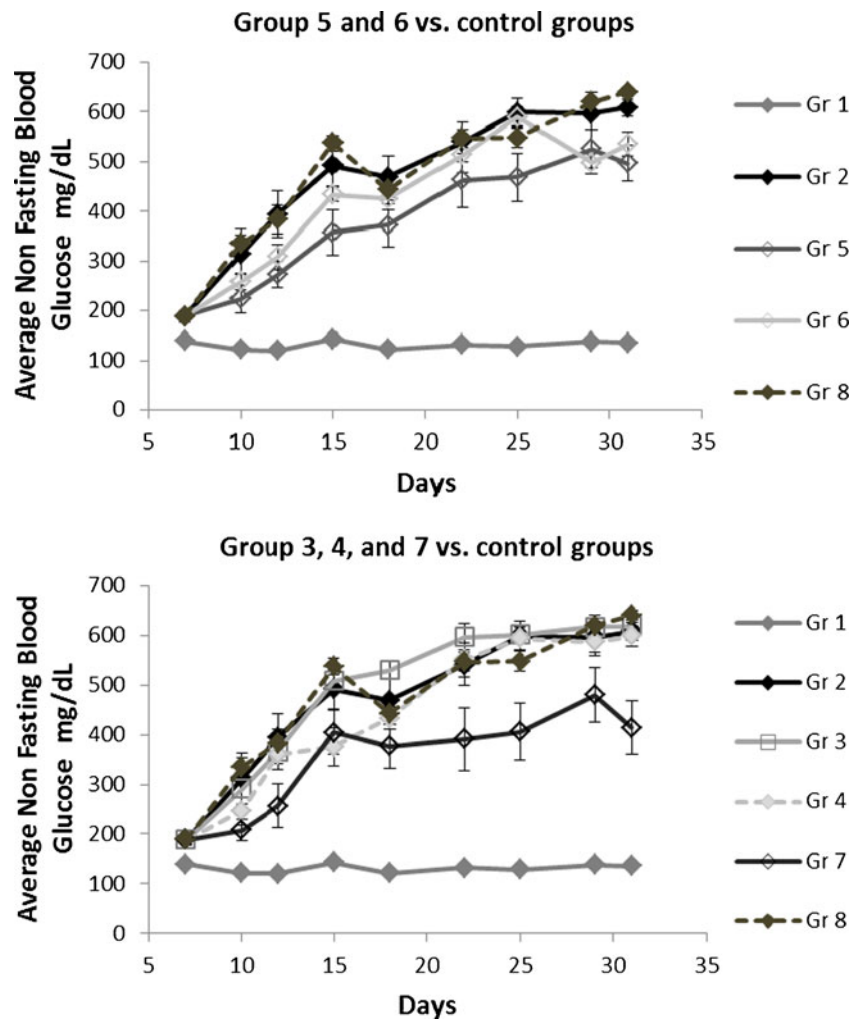 Group 5 and 6 vs. control groups
Average Non Fasting Blood
Glucose mg/dL
700
600
500
400
300
200
100
0
5
10
15
20
25
30
35
Days
Gr 1
Gr 2
Gr 5
Gr 6
Gr 8
Group 3, 4, and 7 vs. control groups
Average Non Fasting Blood
Glucose mg/dL
700
600
500
400
300
200
100
0
5
10
15
20
25
30
35
Days
Gr 1
Gr 2
Gr 3
Gr 4
Gr 7
Gr 8